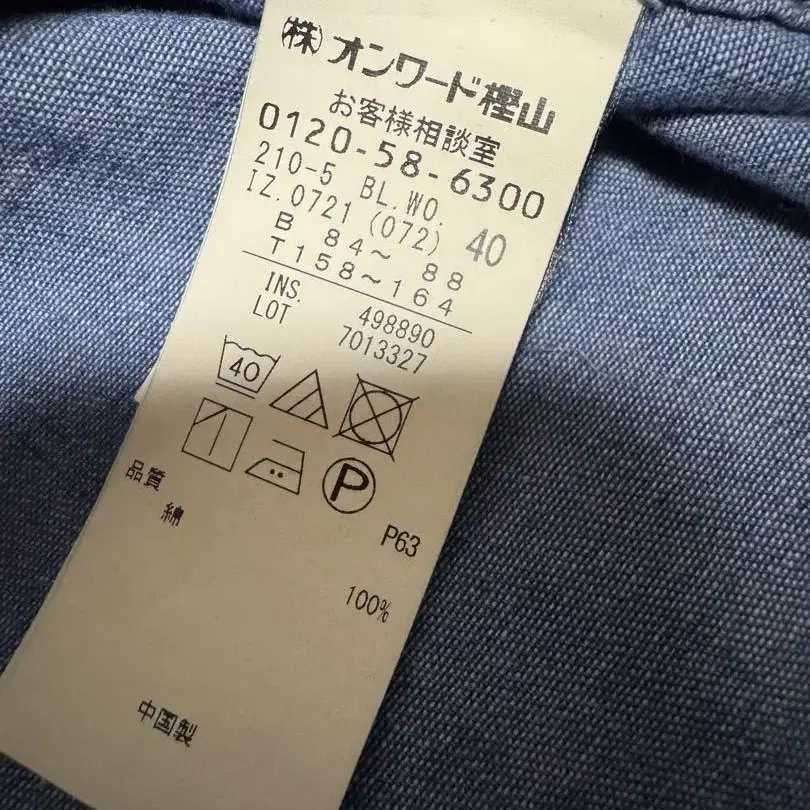 (株)オンワード樫山
お客様相談室
0120-58-6300
210-5 BL.WO.
IZ.0721 (072) 40
B 84～ 88
T158～164
INS. 498890
LOT 7013327
40
P
品質 P63
綿 100%
中国製